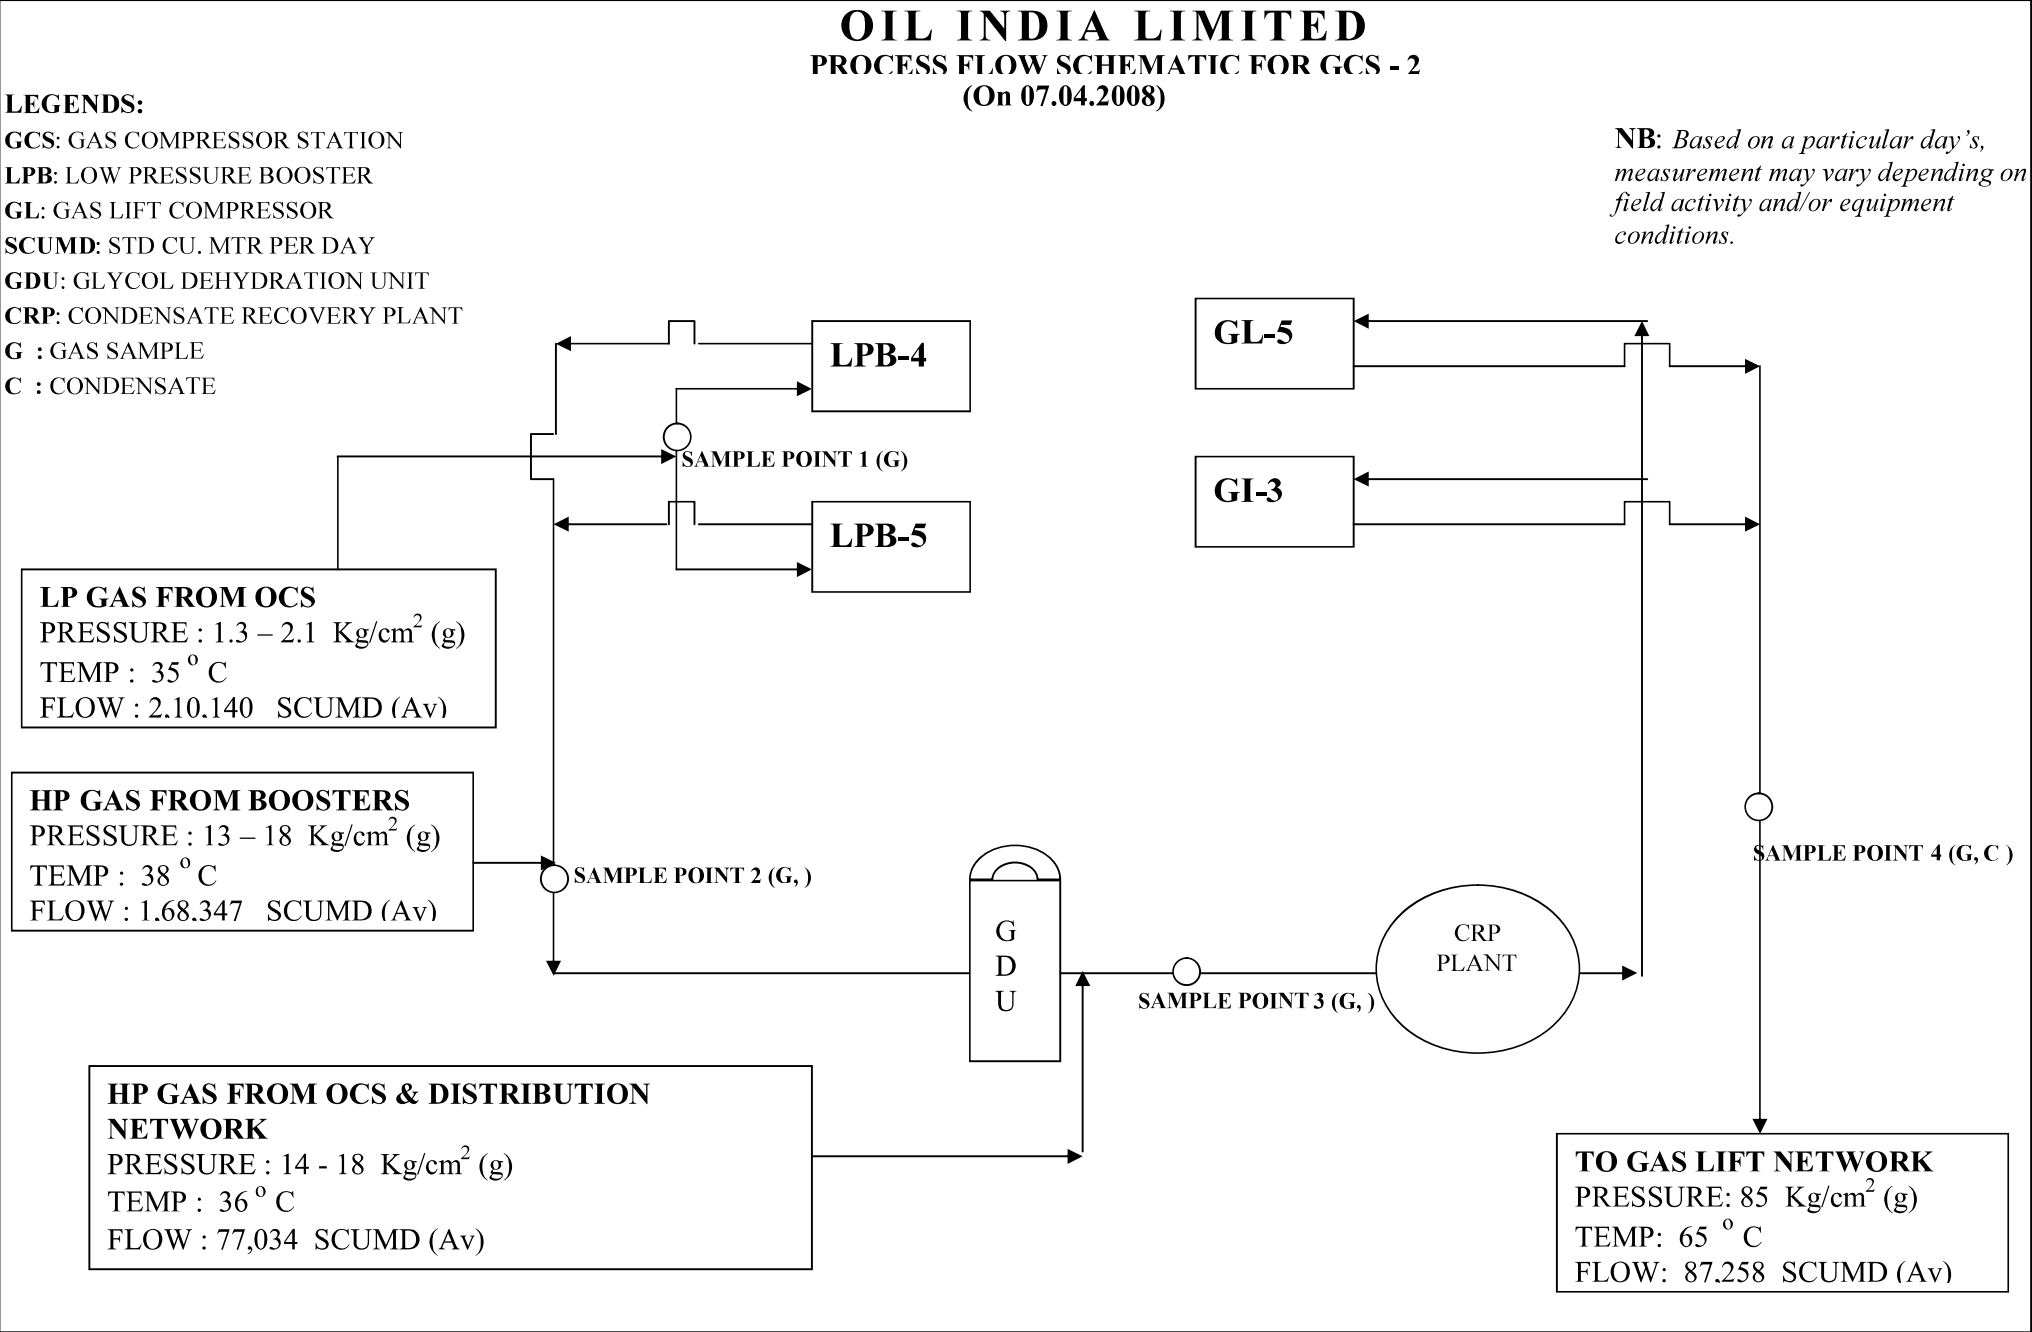 OIL INDIA LIMITED
PROCESS FLOW SCHEMATIC FOR GCS - 2
(On 07.04.2008)
LEGENDS:
GCS: GAS COMPRESSOR STATION
LPB: LOW PRESSURE BOOSTER
GL: GAS LIFT COMPRESSOR
SCUMD: STD CU. MTR PER DAY
GDU: GLYCOL DEHYDRATION UNIT
CRP: CONDENSATE RECOVERY PLANT
G : GAS SAMPLE
C : CONDENSATE
NB: Based on a particular day's,
measurement may vary depending on
field activity and/or equipment
conditions.
LPB-4
SAMPLE POINT 1 (G)
LPB-5
GL-5
GI-3
LP GAS FROM OCS
PRESSURE : 1.3 – 2.1 Kg/cm² (g)
TEMP : 35 ° C
FLOW : 2,10,140 SCUMD (Av)
HP GAS FROM BOOSTERS
PRESSURE : 13 – 18 Kg/cm² (g)
TEMP : 38 ° C
FLOW : 1,68,347 SCUMD (Av)
SAMPLE POINT 2 (G, )
G
D
U
SAMPLE POINT 3 (G, )
CRP
PLANT
SAMPLE POINT 4 (G, C )
HP GAS FROM OCS & DISTRIBUTION
NETWORK
PRESSURE : 14 - 18 Kg/cm² (g)
TEMP : 36 ° C
FLOW : 77,034 SCUMD (Av)
TO GAS LIFT NETWORK
PRESSURE: 85 Kg/cm² (g)
TEMP: 65 ° C
FLOW: 87,258 SCUMD (Av)